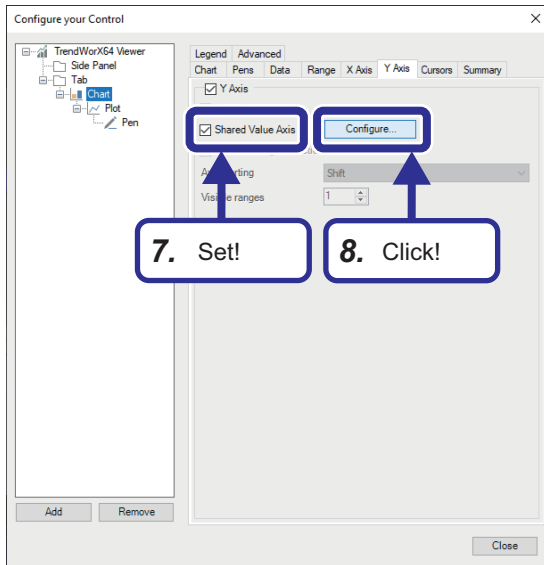 Configure your Control
TrendWorX64 Viewer
Side Panel
Tab
Chart
Plot
Pen
Legend Advanced
Chart Pens Data Range X Axis Y Axis Cursors Summary
Y Axis
Shared Value Axis Configure...
Shift
Visible ranges 1
7. Set!
8. Click!
Add Remove
Close